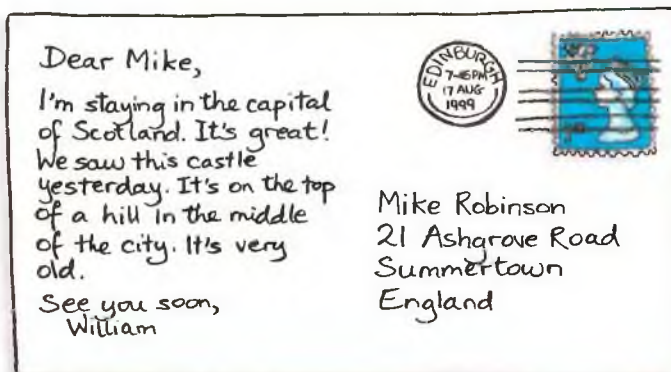 Dear Mike,
I'm staying in the capital
of Scotland. It's great!
We saw this castle
yesterday. It's on the top
of a hill in the middle
of the city. It's very
old.
See you soon,
William
EDINBURGH
7-45PM
17 AUG
1999
Mike Robinson
21 Ashgrove Road
Summertown
England